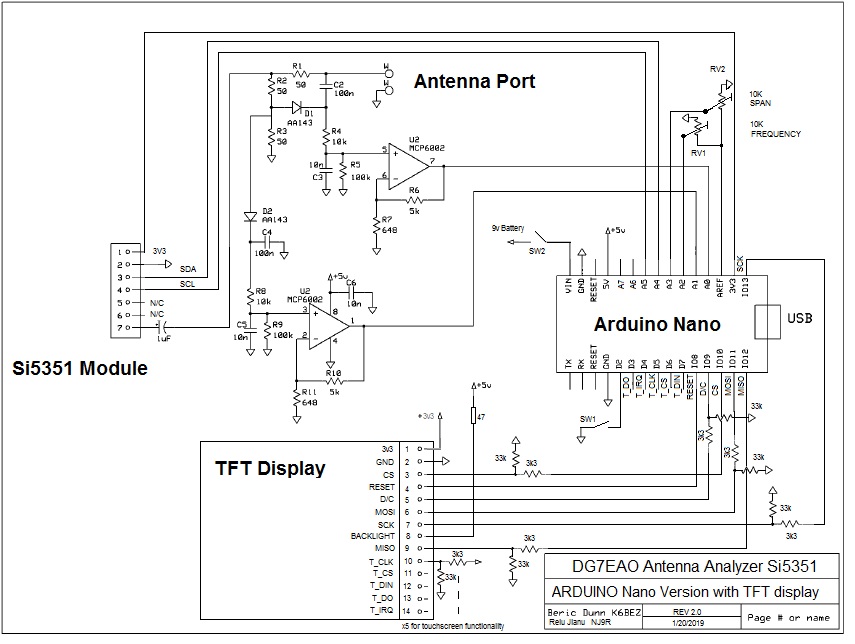 RV2
10K
SPAN
10K
FREQUENCY
RV1
R1
50
R2
50
C2
100n
W
W
Antenna Port
D1
AA143
R3
50
R4
10k
10n
C3
R5
100k
U2
MCP6002
5
6
7
+
−
R6
5k
R7
648
D2
AA143
C4
100n
1
2
3
4
5
6
7
3V3
SDA
SCL
N/C
N/C
1uF
Si5351 Module
R8
10k
C5
10n
R9
100k
U2
MCP6002
+5v
C6
10n
3
2
8
4
1
+
−
R10
5k
R11
648
9v Battery
SW2
+5v
VIN
GND
RESET
5V
A7
A6
A5
A4
A3
A2
A1
A0
AREF
3V3
IO13
SCK
Arduino Nano
USB
TX
RX
RESET
GND
D2
D3
D4
D5
D6
D7
IO8
IO9
IO10
IO11
IO12
T_DO
T_IRQ
T_CLK
T_CS
T_DIN
RESET
D/C
CS
MOSI
MISO
SW1
+5v
47
+3v3
33k
3k3
3k3
33k
33k
3k3
33k
3k3
3k3
33k
3k3
33k
TFT Display
3v3 1
GND 2
CS 3
RESET 4
D/C 5
MOSI 6
SCK 7
BACKLIGHT 8
MISO 9
T_CLK 10
T_CS 11
T_DIN 12
T_DO 13
T_IRQ 14
x5 for touchscreen functionality
DG7EAO Antenna Analyzer Si5351
ARDUINO Nano Version with TFT display
Beric Dunn K6BEZ
Relu Jianu NJ9R
REV 2.0
1/20/2019
Page # or name